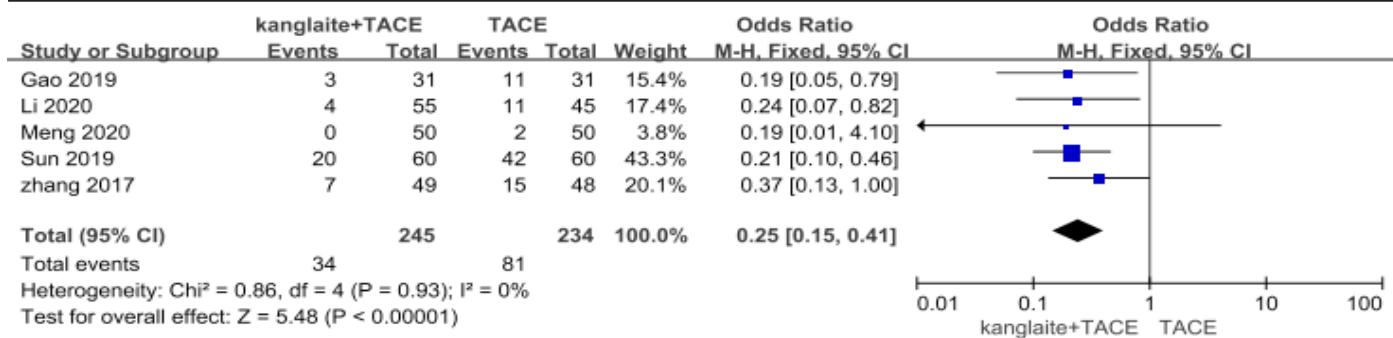 kanglaite+TACE TACE Odds Ratio Odds Ratio
Study or Subgroup Events Total Events Total Weight M-H, Fixed, 95% CI M-H, Fixed, 95% CI
Gao 2019 3 31 11 31 15.4% 0.19 [0.05, 0.79]
Li 2020 4 55 11 45 17.4% 0.24 [0.07, 0.82]
Meng 2020 0 50 2 50 3.8% 0.19 [0.01, 4.10]
Sun 2019 20 60 42 60 43.3% 0.21 [0.10, 0.46]
zhang 2017 7 49 15 48 20.1% 0.37 [0.13, 1.00]
Total (95% CI) 245 234 100.0% 0.25 [0.15, 0.41]
Total events 34 81
Heterogeneity: Chi² = 0.86, df = 4 (P = 0.93); I² = 0%
Test for overall effect: Z = 5.48 (P < 0.00001)
0.01 0.1 1 10 100
kanglaite+TACE TACE